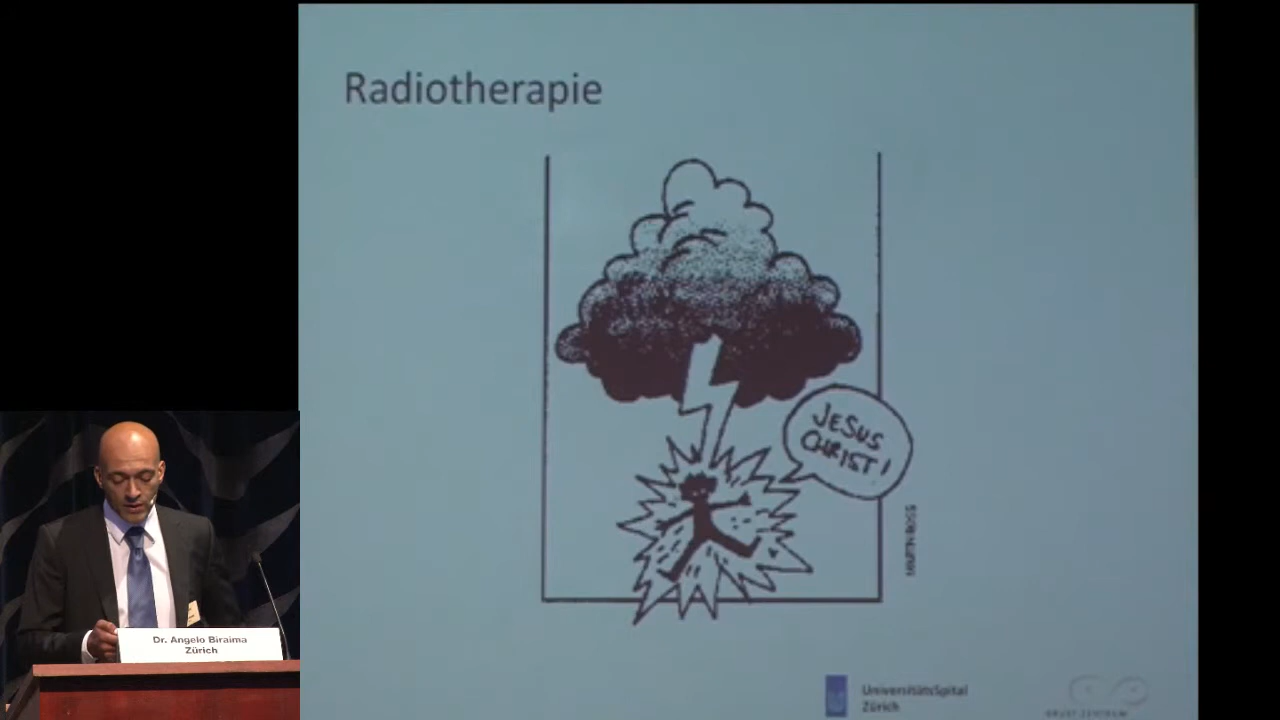 Radiotherapie
JESUS
CHRIST!
Dr. Angelo Biraima
Zürich
UniversitätsSpital
Zürich